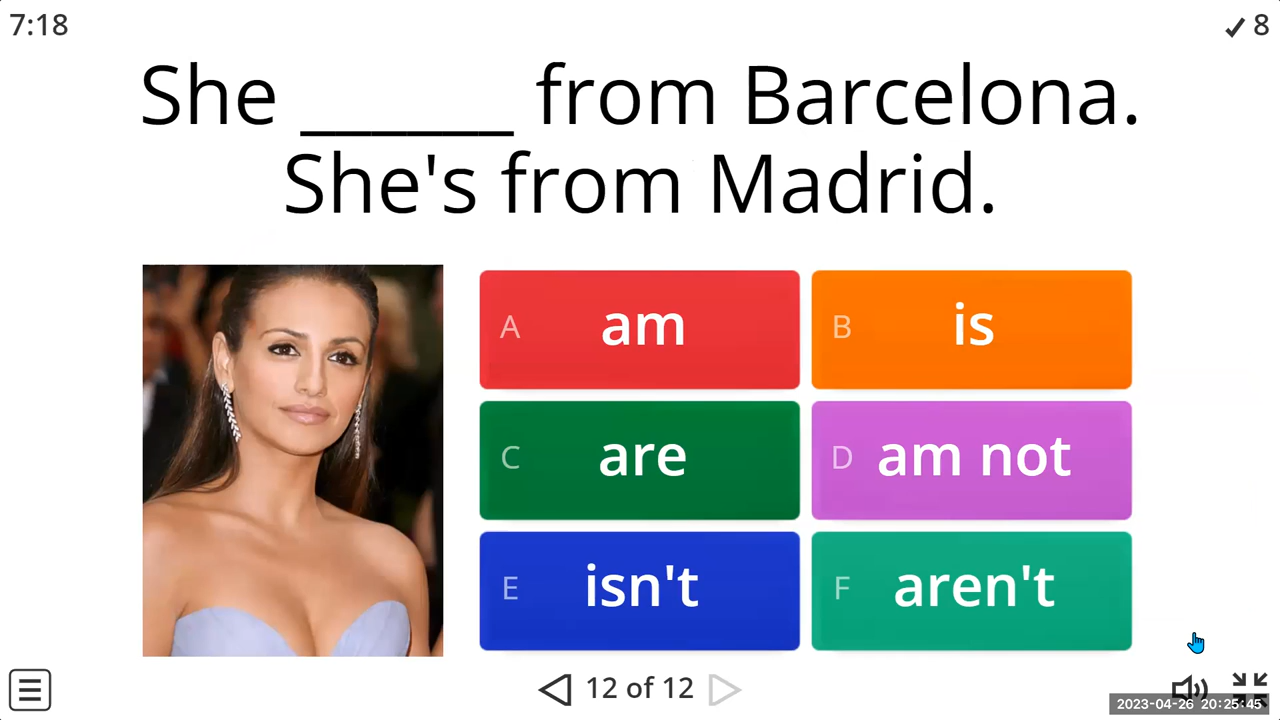 7:18
✓ 8
She ______ from Barcelona.
She's from Madrid.
A am
B is
C are
D am not
E isn't
F aren't
12 of 12
2023-04-26 20:25:45